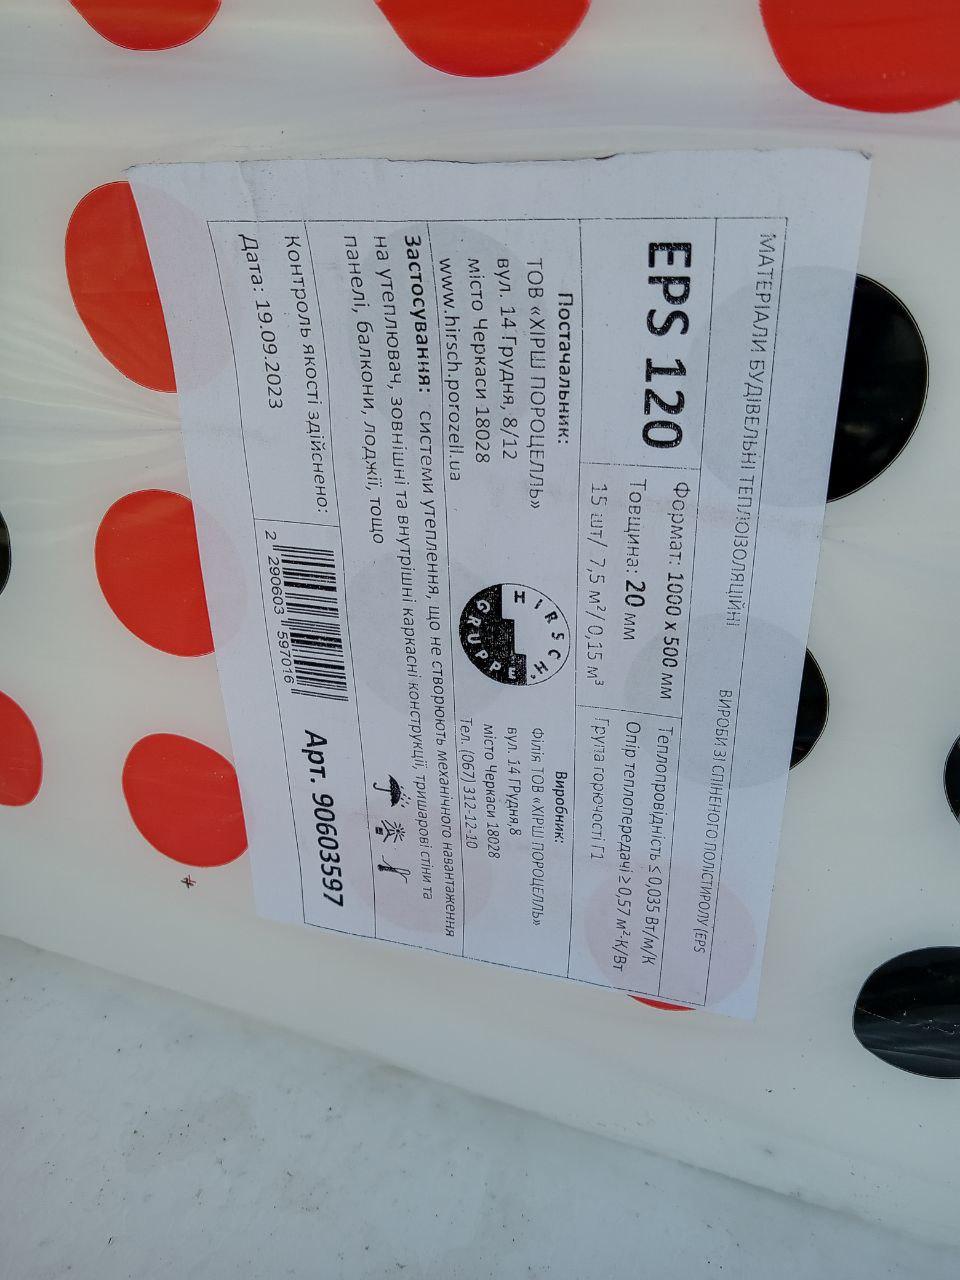 МАТЕРІАЛИ БУДІВЕЛЬНІ ТЕПЛОІЗОЛЯЦІЙНІ
ВИРОБИ ЗІ СПІНЕНОГО ПОЛІСТИРОЛУ (EPS
EPS 120
Формат: 1000 х 500 мм
Товщина: 20 мм
15 шт/ 7,5 м²/ 0,15 м³
Теплопровідність ≤ 0,035 Вт/м/К
Опір теплопередачі ≥ 0,57 м²·К/Вт
Група горючості Г1
Постачальник:
ТОВ «ХІРШ ПОРОЦЕЛЛЬ»
вул. 14 Грудня, 8/12
місто Черкаси 18028
www.hirsch.porozell.ua
HIRSCH
GRUPPE
Виробник:
Філія ТОВ «ХІРШ ПОРОЦЕЛЛЬ»
вул. 14 ГРудня,8
місто Черкаси 18028
Тел. (067) 312-12-10
Застосування: системи утеплення, що не створюють механічного навантаження
на утеплювач, зовнішні та внутрішні каркасні конструкції, тришарові стіни та
панелі, балкони, лоджії, тощо
Контроль якості здійснено:
Дата: 19.09.2023
2 290603 597016
Арт. 90603597